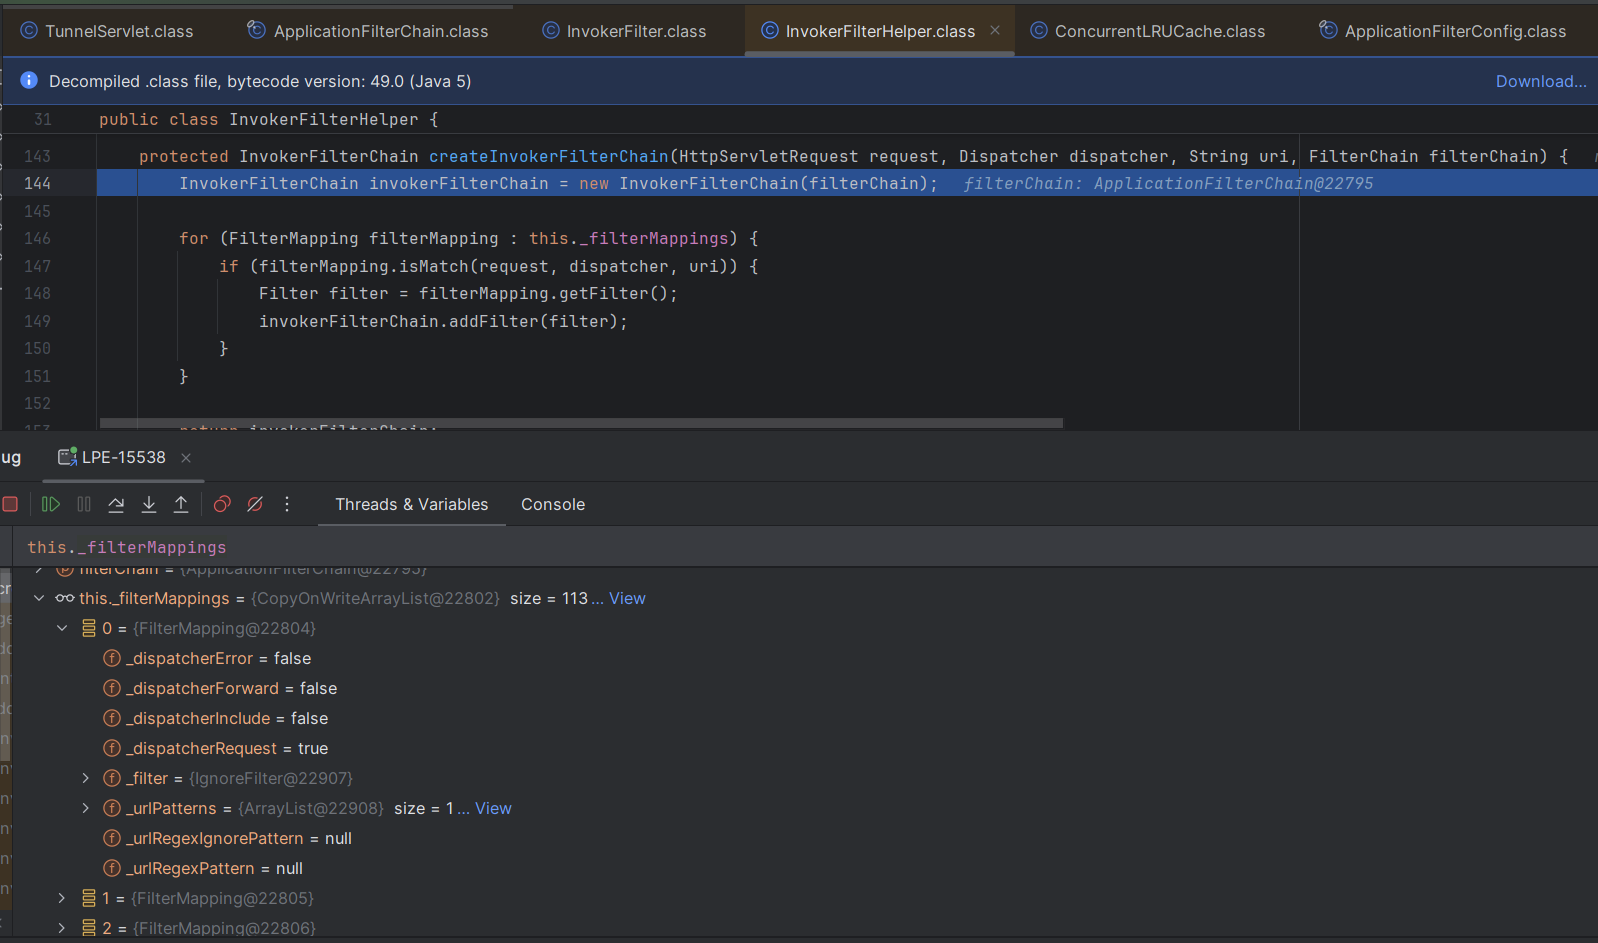 TunnelServlet.class ApplicationFilterChain.class InvokerFilter.class InvokerFilterHelper.class ConcurrentLRUCache.class ApplicationFilterConfig.class
Decompiled .class file, bytecode version: 49.0 (Java 5) Download...
31 public class InvokerFilterHelper {
143 protected InvokerFilterChain createInvokerFilterChain(HttpServletRequest request, Dispatcher dispatcher, String uri, FilterChain filterChain) {
144 InvokerFilterChain invokerFilterChain = new InvokerFilterChain(filterChain); filterChain: ApplicationFilterChain@22795
145
146 for (FilterMapping filterMapping : this._filterMappings) {
147 if (filterMapping.isMatch(request, dispatcher, uri)) {
148 Filter filter = filterMapping.getFilter();
149 invokerFilterChain.addFilter(filter);
150 }
151 }
152
153 return invokerFilterChain;
ug LPE-15538
Threads & Variables Console
this._filterMappings
filterChain = {ApplicationFilterChain@22795}
this._filterMappings = {CopyOnWriteArrayList@22802} size = 113 ... View
0 = {FilterMapping@22804}
_dispatcherError = false
_dispatcherForward = false
_dispatcherInclude = false
_dispatcherRequest = true
_filter = {IgnoreFilter@22907}
_urlPatterns = {ArrayList@22908} size = 1 ... View
_urlRegexIgnorePattern = null
_urlRegexPattern = null
1 = {FilterMapping@22805}
2 = {FilterMapping@22806}